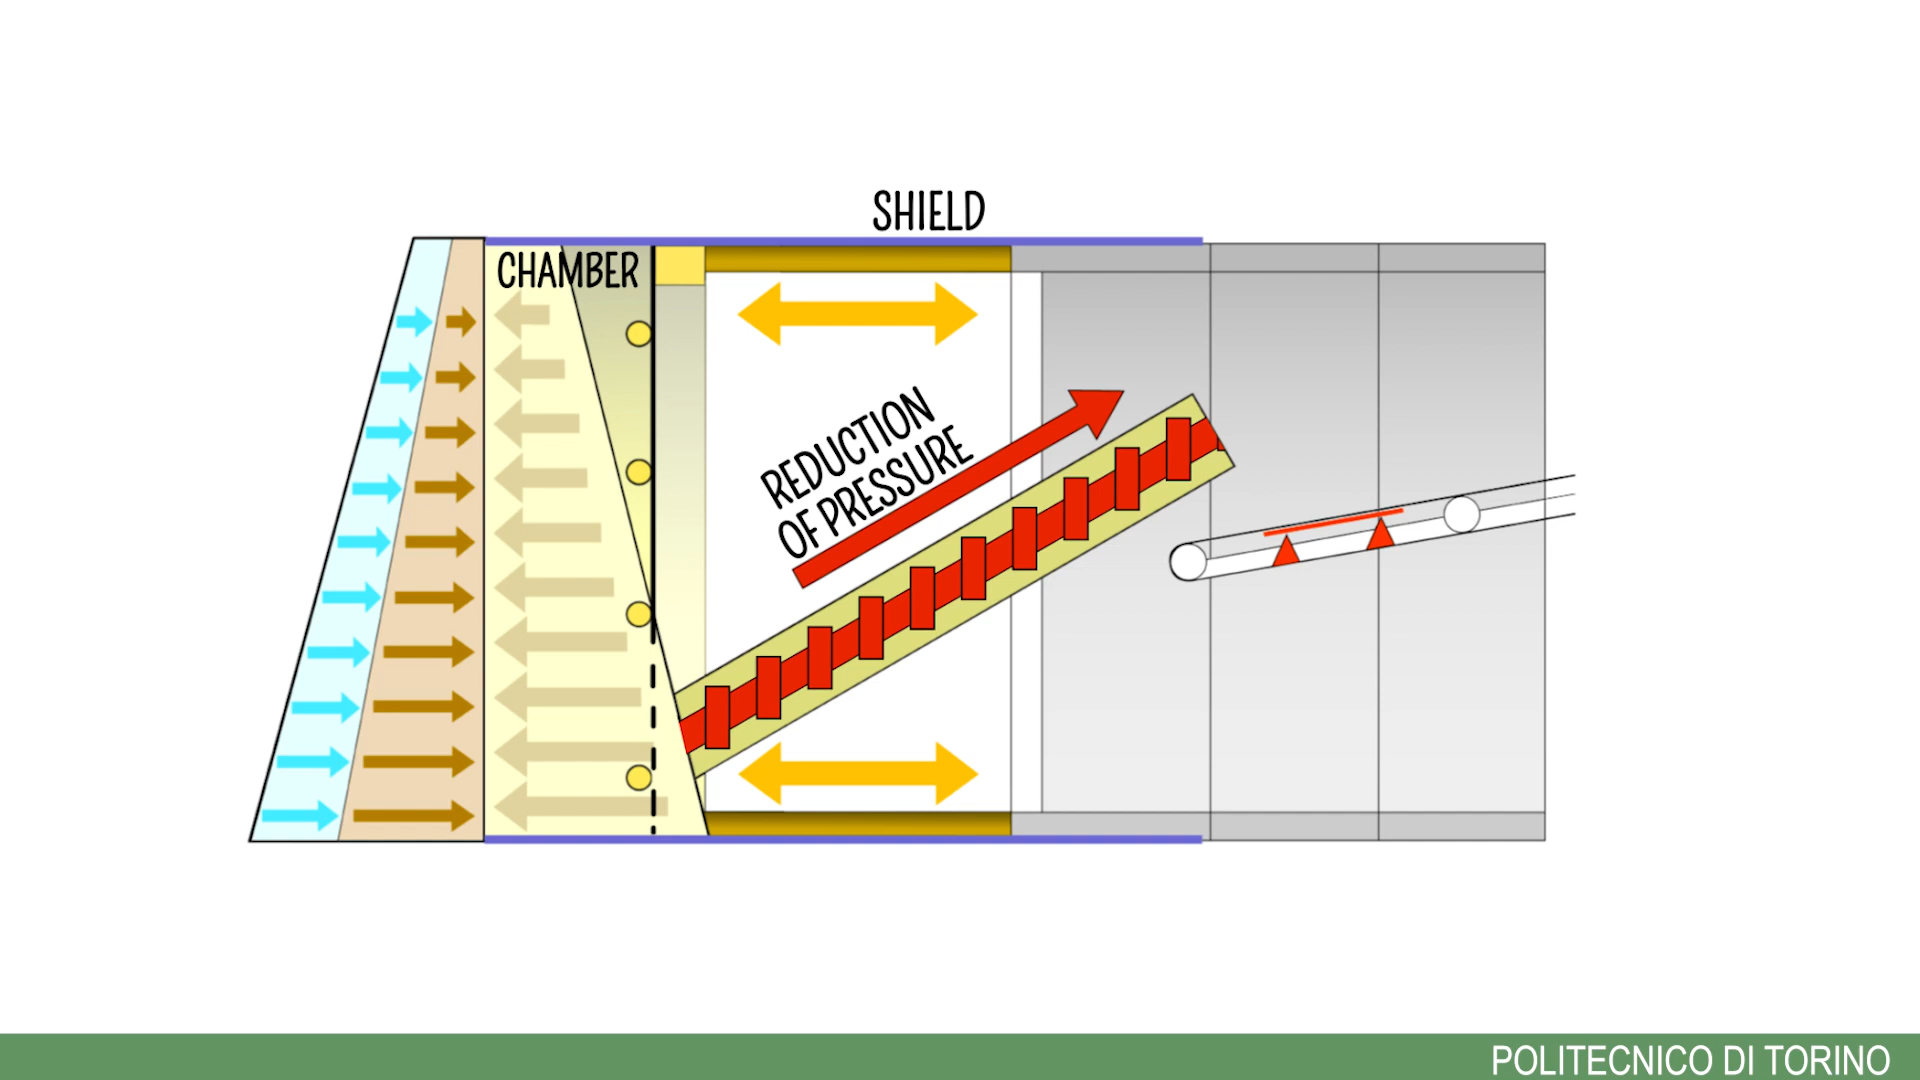 SHIELD
CHAMBER
REDUCTION
OF PRESSURE
POLITECNICO DI TORINO